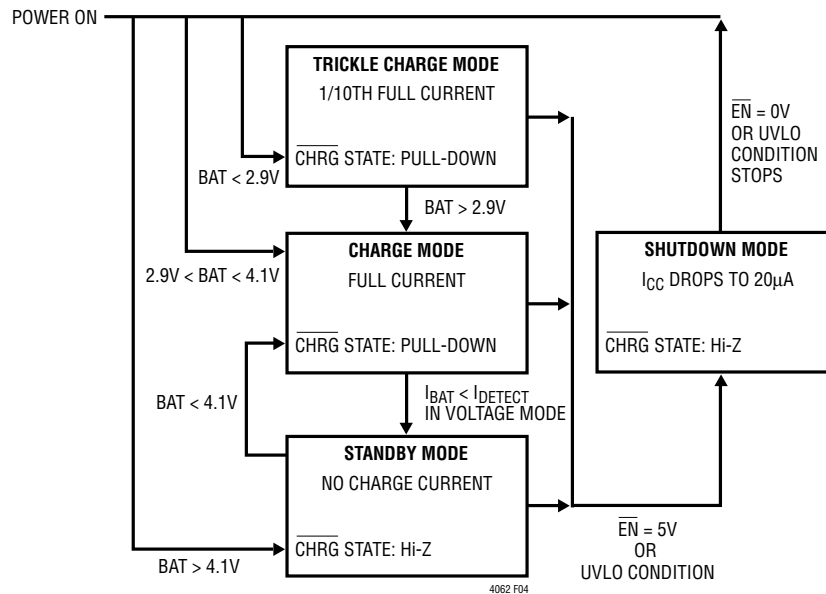 POWER ON
TRICKLE CHARGE MODE
1/10TH FULL CURRENT
CHRG STATE: PULL-DOWN
BAT < 2.9V
BAT > 2.9V
CHARGE MODE
FULL CURRENT
CHRG STATE: PULL-DOWN
2.9V < BAT < 4.1V
BAT < 4.1V
IBAT < IDETECT
IN VOLTAGE MODE
STANDBY MODE
NO CHARGE CURRENT
CHRG STATE: Hi-Z
BAT > 4.1V
EN = 0V
OR UVLO
CONDITION
STOPS
SHUTDOWN MODE
ICC DROPS TO 20µA
CHRG STATE: Hi-Z
EN = 5V
OR
UVLO CONDITION
4062 F04